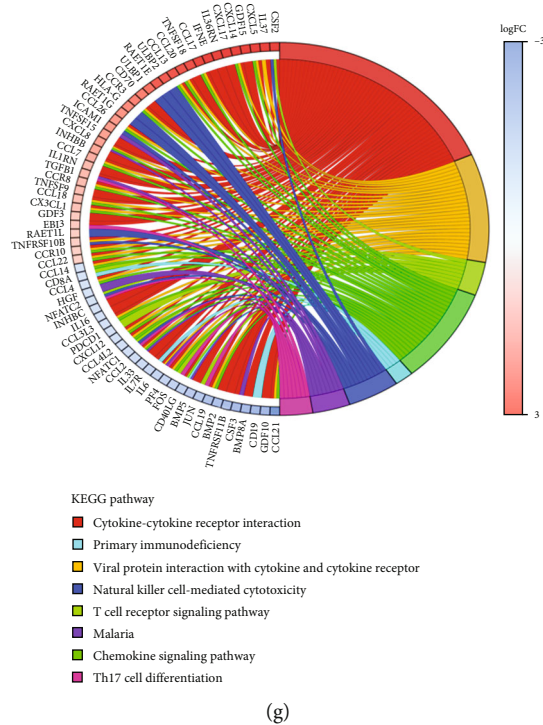 logFC
−3
3
CSF2
IL37
CXCL5
GDF15
CXCL14
CXCL17
IL36RN
IFNE
CCL17
TNFSF18
CCL20
CCL13
ULBP2
RAET1E
ULBP1
CD70
CCR3
HLA-G
RAET1G
CCL26
ICAM1
TNFSF15
CXCL8
INHBB
CCL7
IL1RN
TGFB1
CCR8
TNFSF9
CCL18
CX3CL1
GDF3
EBI3
RAET1L
TNFRSF10B
CCR10
CCL22
CCL14
CD8A
CCL4
HGF
NFATC2
INHBC
IL16
CCL3L3
PDCD1
CXCL12
CCL4L2
NFATC1
CCL2
IL33
IL7R
IL6
PF4
FOS
CD40LG
BMP5
JUN
CCL19
BMP2
TNFRSF11B
CSF3
BMP8A
CD19
GDF10
CCL21
KEGG pathway
Cytokine-cytokine receptor interaction
Primary immunodeficiency
Viral protein interaction with cytokine and cytokine receptor
Natural killer cell-mediated cytotoxicity
T cell receptor signaling pathway
Malaria
Chemokine signaling pathway
Th17 cell differentiation
(g)